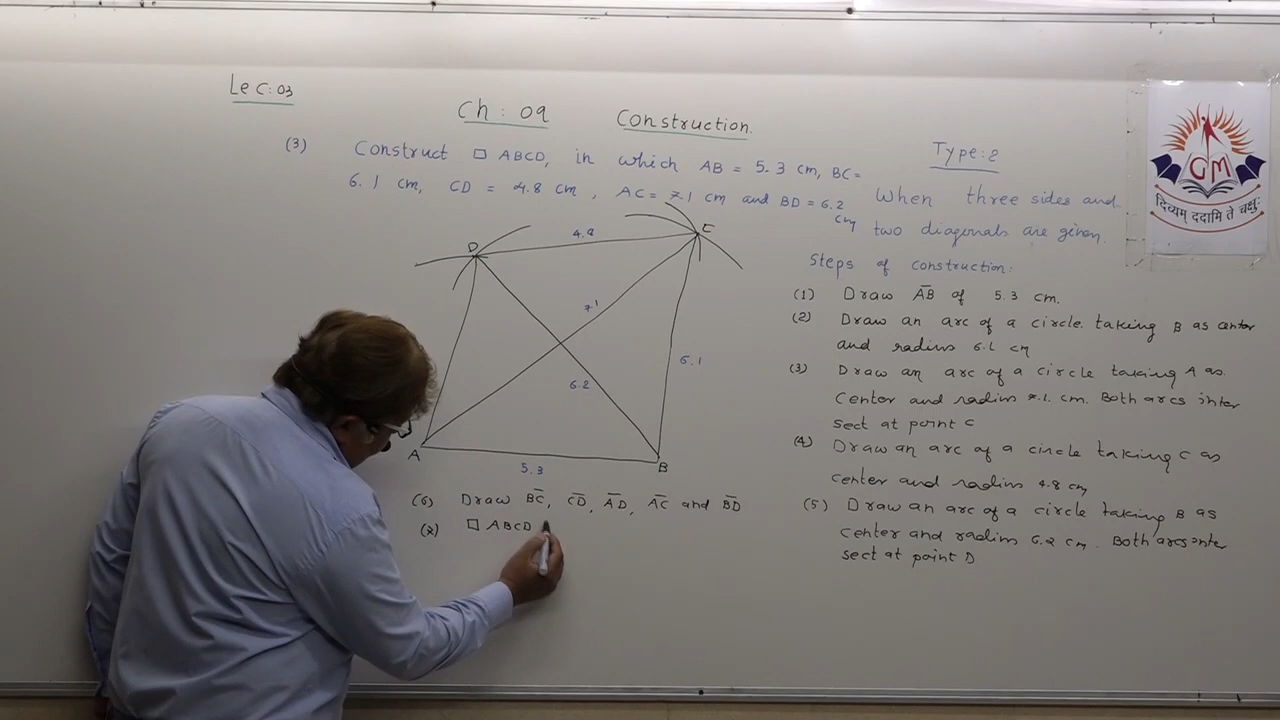 Lec: 03
Ch: 09 Construction.
(3) Construct □ ABCD, in which AB = 5.3 cm, BC =
6.1 cm, CD = 4.8 cm, AC = 7.1 cm and BD = 6.2
cm
Type: 2
When three sides and
two diagonals are given.
Steps of construction:
(1) Draw AB of 5.3 cm.
(2) Draw an arc of a circle taking B as center
and radius 6.1 cm
(3) Draw an arc of a circle taking A as
center and radius 7.1 cm. Both arcs inter
sect at point C
(4) Draw an arc of a circle taking C as
center and radius 4.8 cm
(5) Draw an arc of a circle taking B as
center and radius 6.2 cm. Both arcs inter
sect at point D
D
4.8
C
7.1
6.2
6.1
A
5.3
B
(6) Draw BC, CD, AD, AC and BD
(7) □ ABCD
GM
दिव्यम् ददामि ते चक्षुः